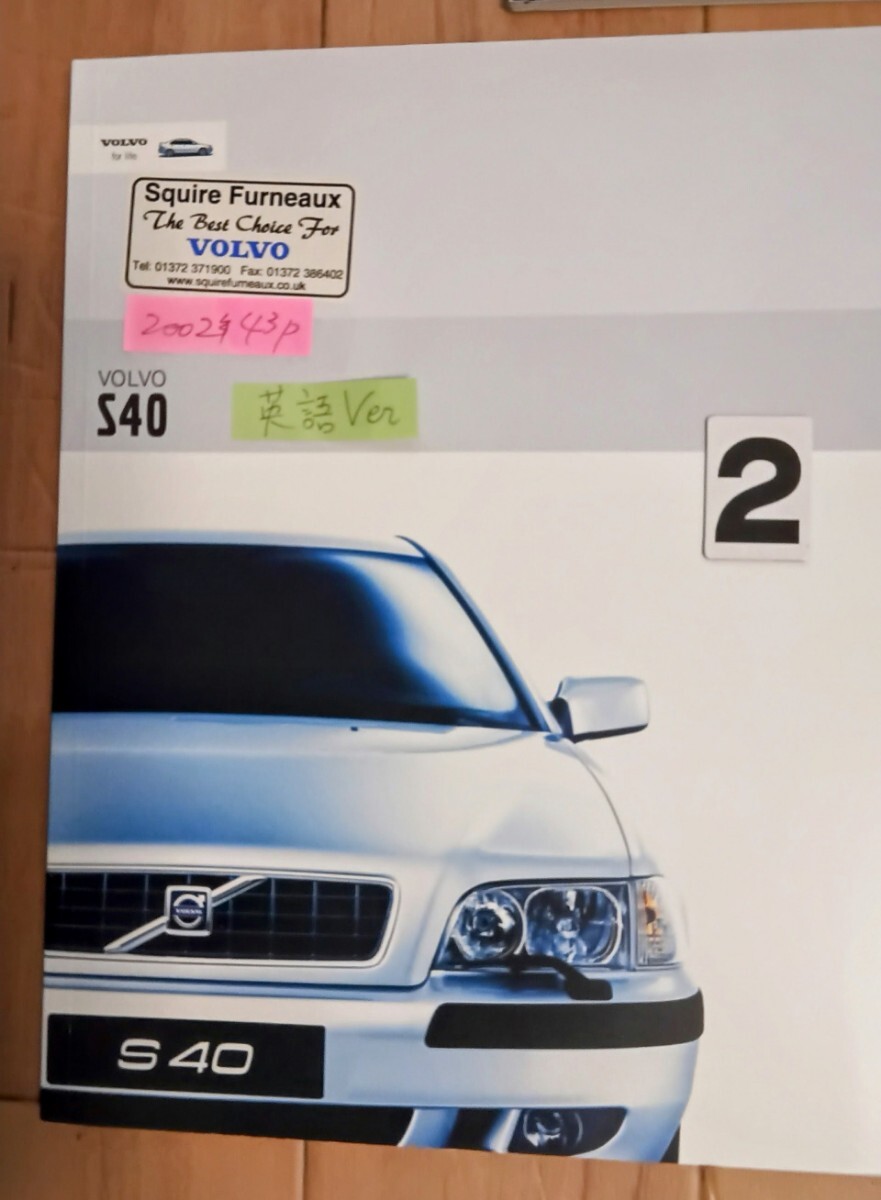 VOLVO
for life
Squire Furneaux
The Best Choice For
VOLVO
Tel: 01372 371900 Fax: 01372 386402
www.squirefurneaux.co.uk
2002年43p
VOLVO
S40
英語Ver
2
VOLVO
S40